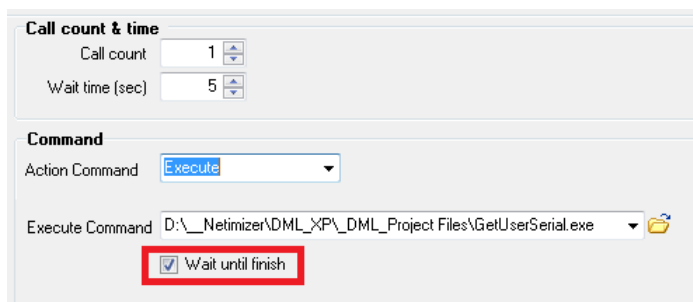 Call count & time
Call count 1
Wait time (sec) 5
Command
Action Command Execute
Execute Command D:\__Netimizer\DML_XP\_DML_Project Files\GetUserSerial.exe
Wait until finish